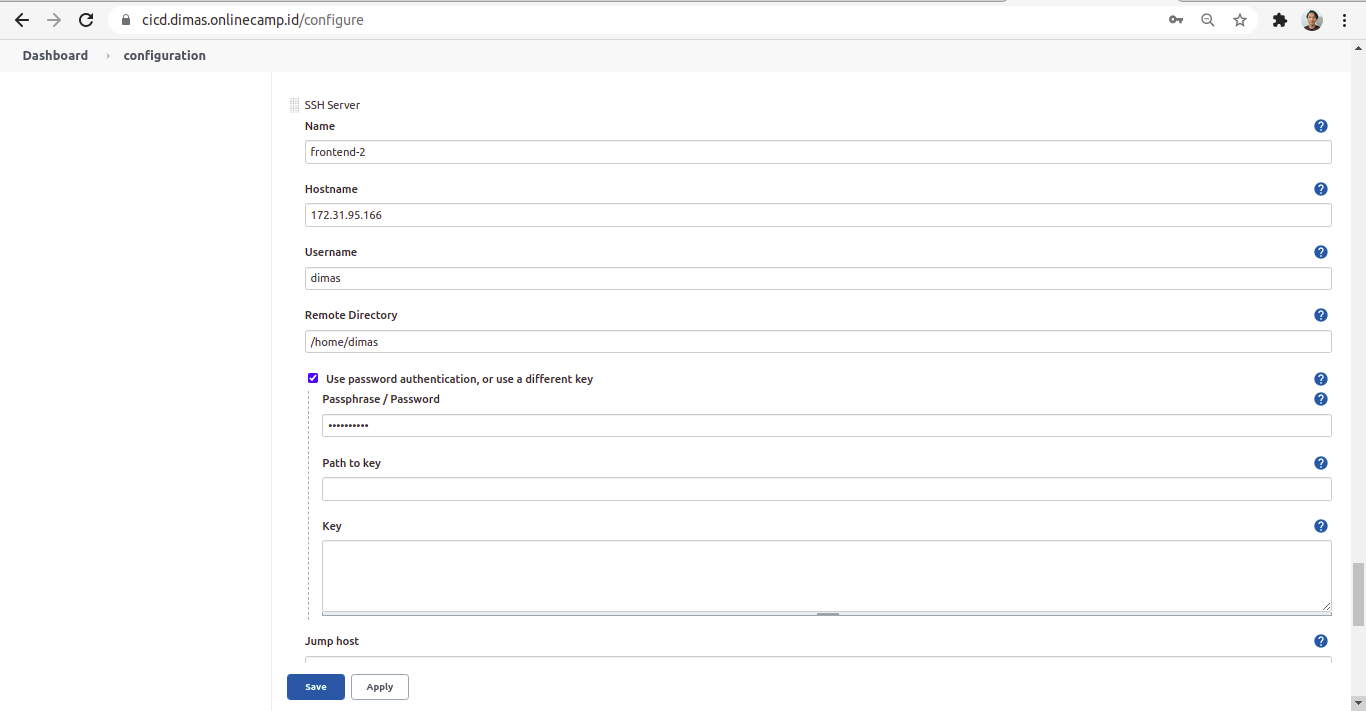 cicd.dimas.onlinecamp.id/configure
Dashboard configuration
SSH Server
Name
frontend-2
Hostname
172.31.95.166
Username
dimas
Remote Directory
/home/dimas
Use password authentication, or use a different key
Passphrase / Password
••••••••••
Path to key
Key
Jump host
Save Apply